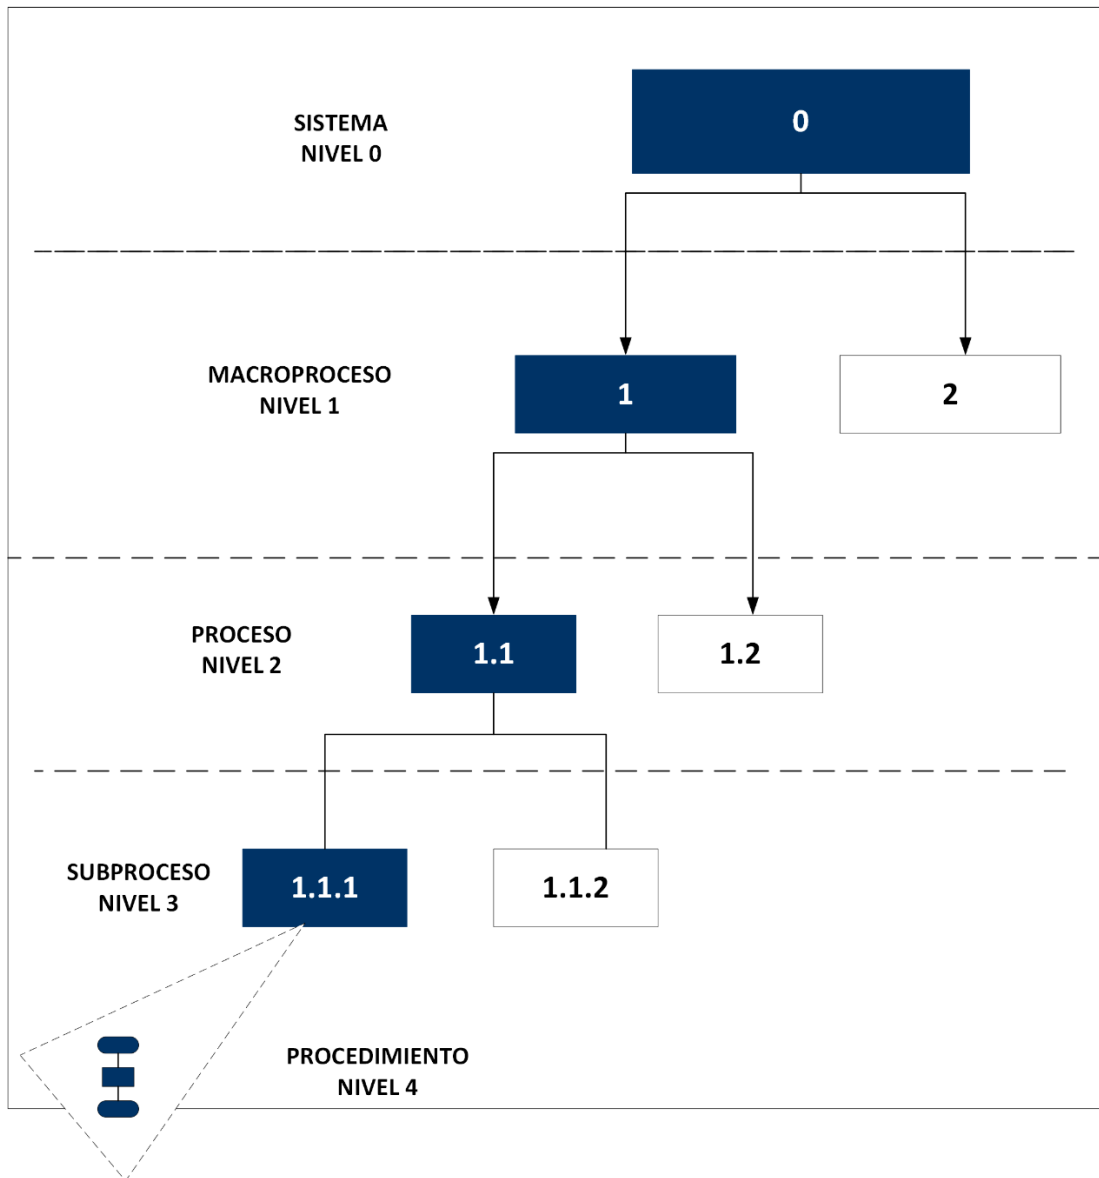 SISTEMA
NIVEL 0
0
MACROPROCESO
NIVEL 1
1
2
PROCESO
NIVEL 2
1.1
1.2
SUBPROCESO
NIVEL 3
1.1.1
1.1.2
PROCEDIMIENTO
NIVEL 4